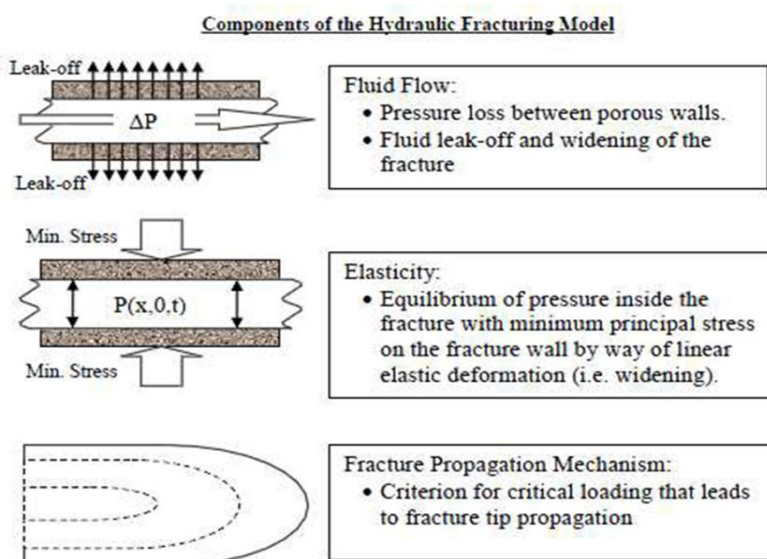 Components of the Hydraulic Fracturing Model
Leak-off
ΔP
Leak-off
Fluid Flow:
• Pressure loss between porous walls.
• Fluid leak-off and widening of the
fracture
Min. Stress
P(x,0,t)
Min. Stress
Elasticity:
• Equilibrium of pressure inside the
fracture with minimum principal stress
on the fracture wall by way of linear
elastic deformation (i.e. widening).
Fracture Propagation Mechanism:
• Criterion for critical loading that leads
to fracture tip propagation